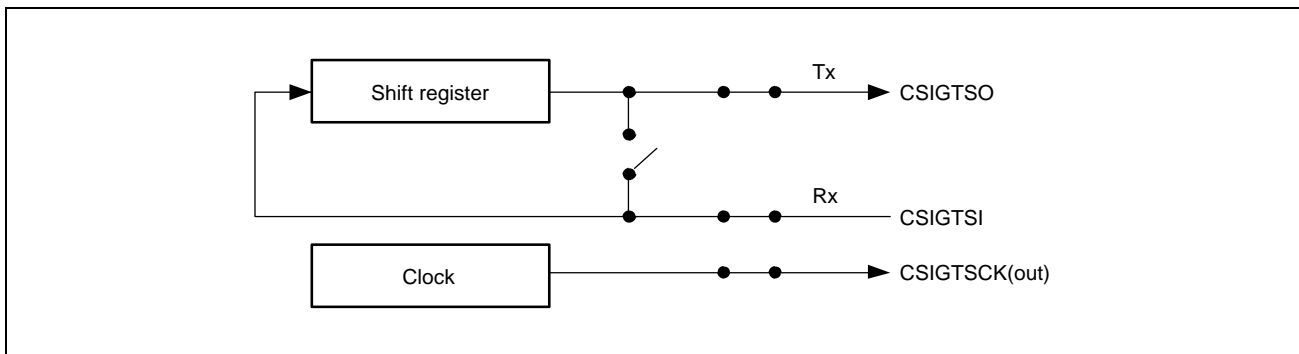 Shift register
Tx
CSIGTSO
Rx
CSIGTSI
Clock
CSIGTSCK(out)